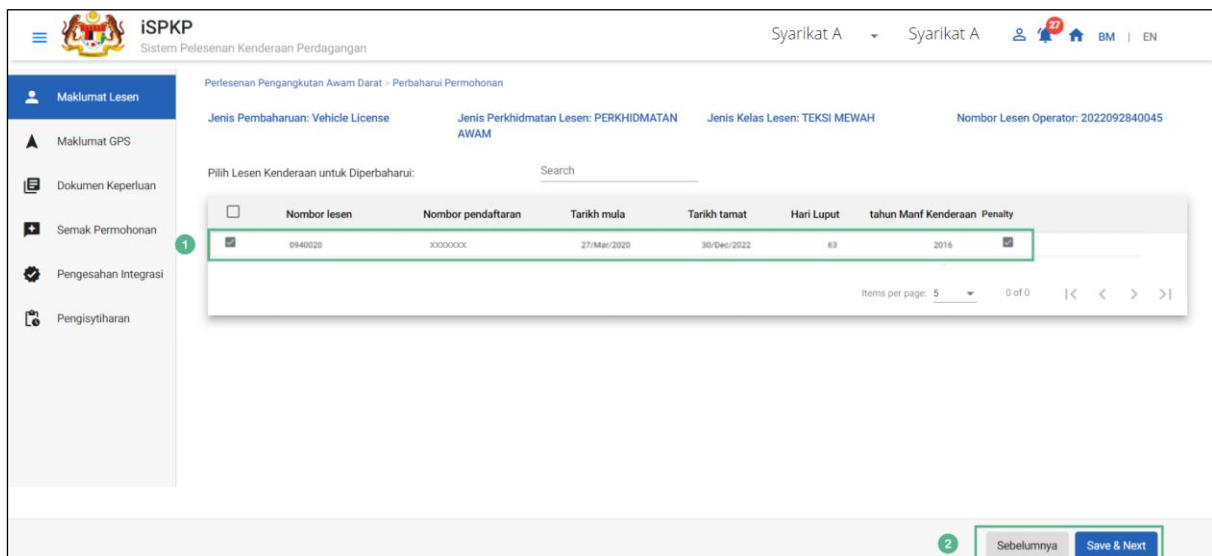 iSPKP
Sistem Pelesenan Kenderaan Perdagangan
Syarikat A Syarikat A 27 BM | EN
Perlesenan Pengangkutan Awam Darat > Perbaharui Permohonan
Maklumat Lesen
Maklumat GPS
Dokumen Keperluan
Semak Permohonan
Pengesahan Integrasi
Pengisytiharan
Jenis Pembaharuan: Vehicle License Jenis Perkhidmatan Lesen: PERKHIDMATAN Jenis Kelas Lesen: TEKSI MEWAH Nombor Lesen Operator: 2022092840045
AWAM
Pilih Lesen Kenderaan untuk Diperbaharui: Search
Nombor lesen Nombor pendaftaran Tarikh mula Tarikh tamat Hari Luput tahun Manf Kenderaan Penalty
1 0940020 XXXXXXX 27/Mar/2020 30/Dec/2022 63 2016
Items per page: 5 0 of 0 |< < > >|
2 Sebelumnya Save & Next